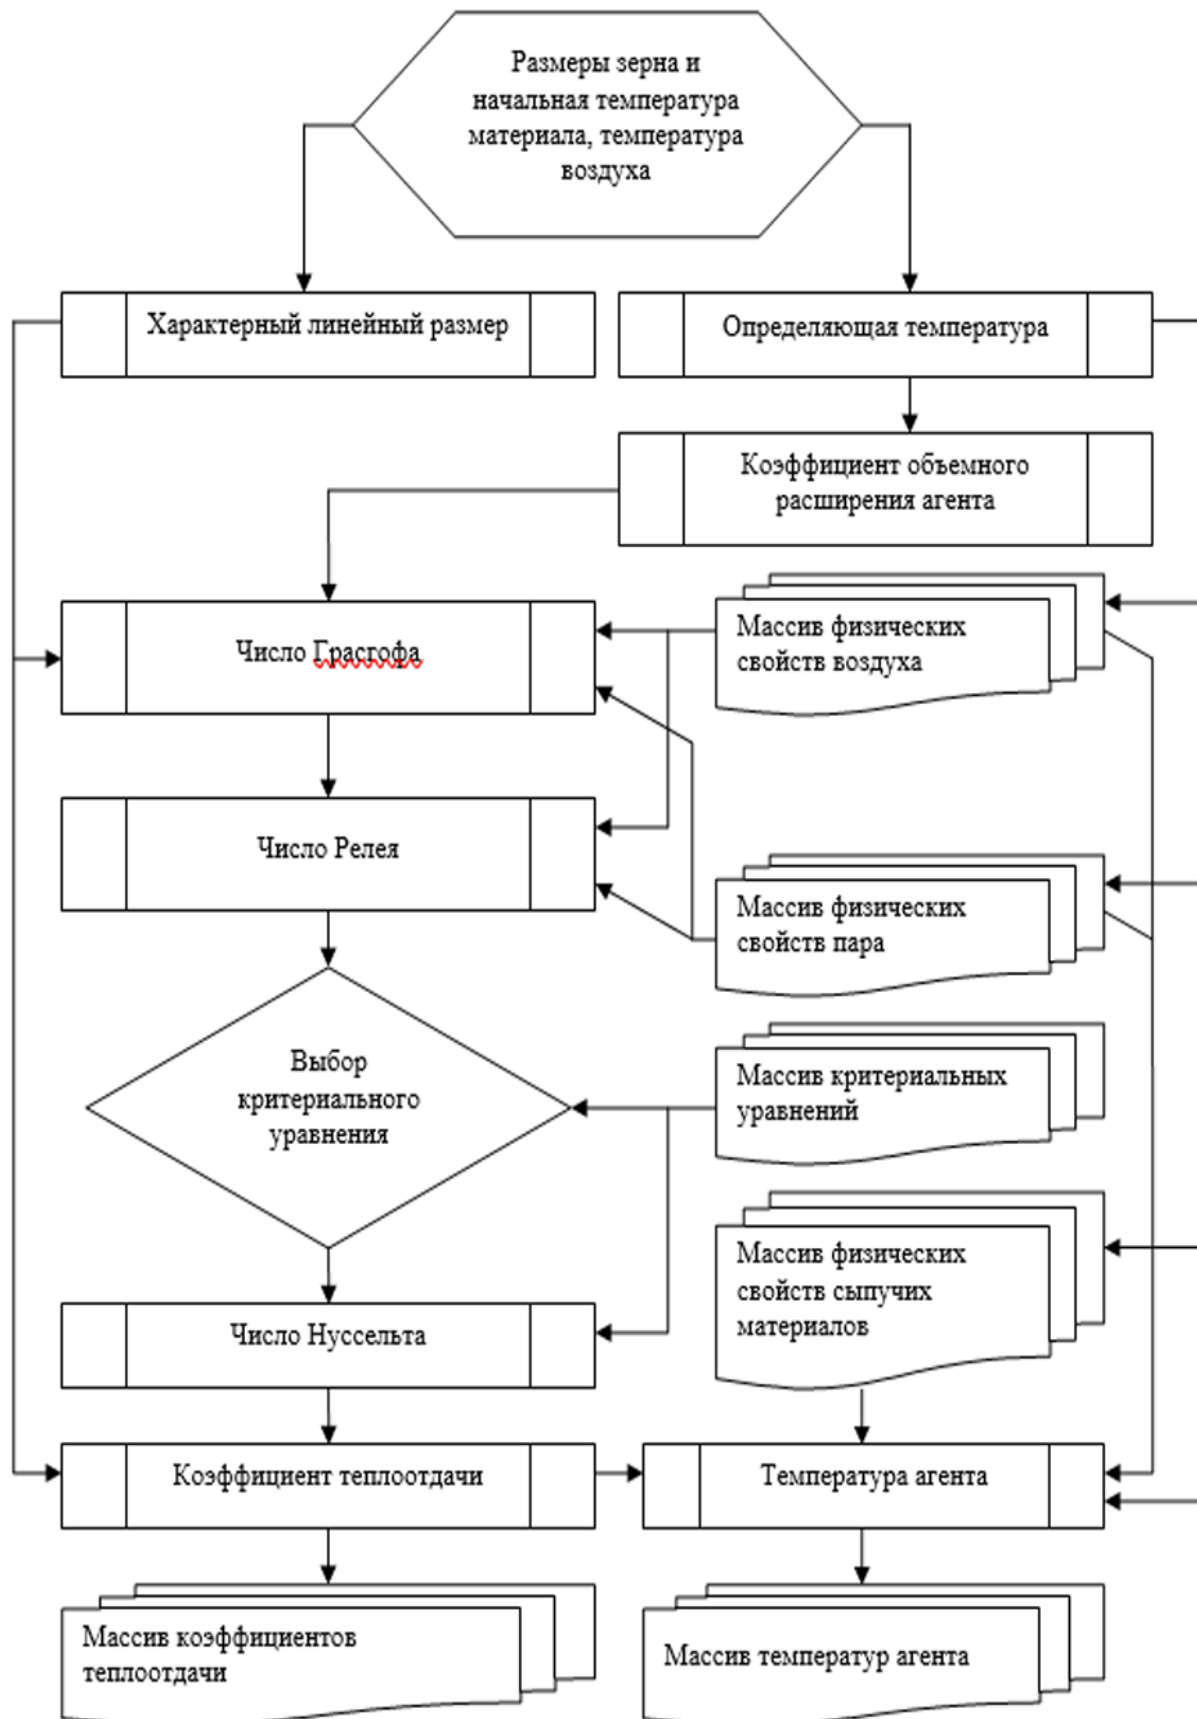 Размеры зерна и
начальная температура
материала, температура
воздуха
Характерный линейный размер
Определяющая температура
Коэффициент объемного
расширения агента
Число Грасгофа
Массив физических
свойств воздуха
Число Релея
Массив физических
свойств пара
Выбор
критериального
уравнения
Массив критериальных
уравнений
Массив физических
свойств сыпучих
материалов
Число Нуссельта
Коэффициент теплоотдачи
Температура агента
Массив коэффициентов
теплоотдачи
Массив температур агента